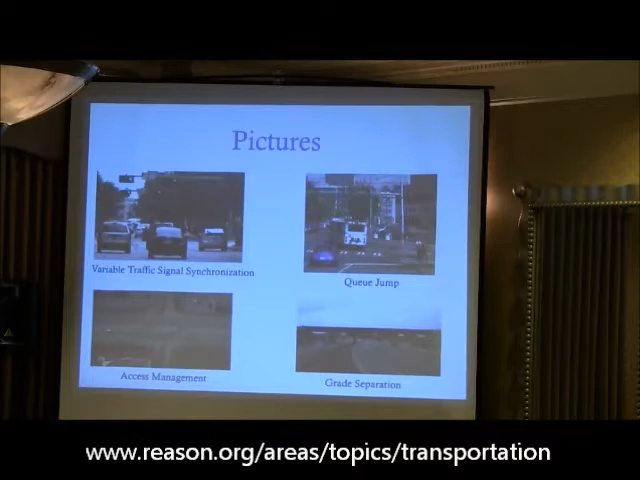 Pictures
Variable Traffic Signal Synchronization
Queue Jump
Access Management
Grade Separation
www.reason.org/areas/topics/transportation